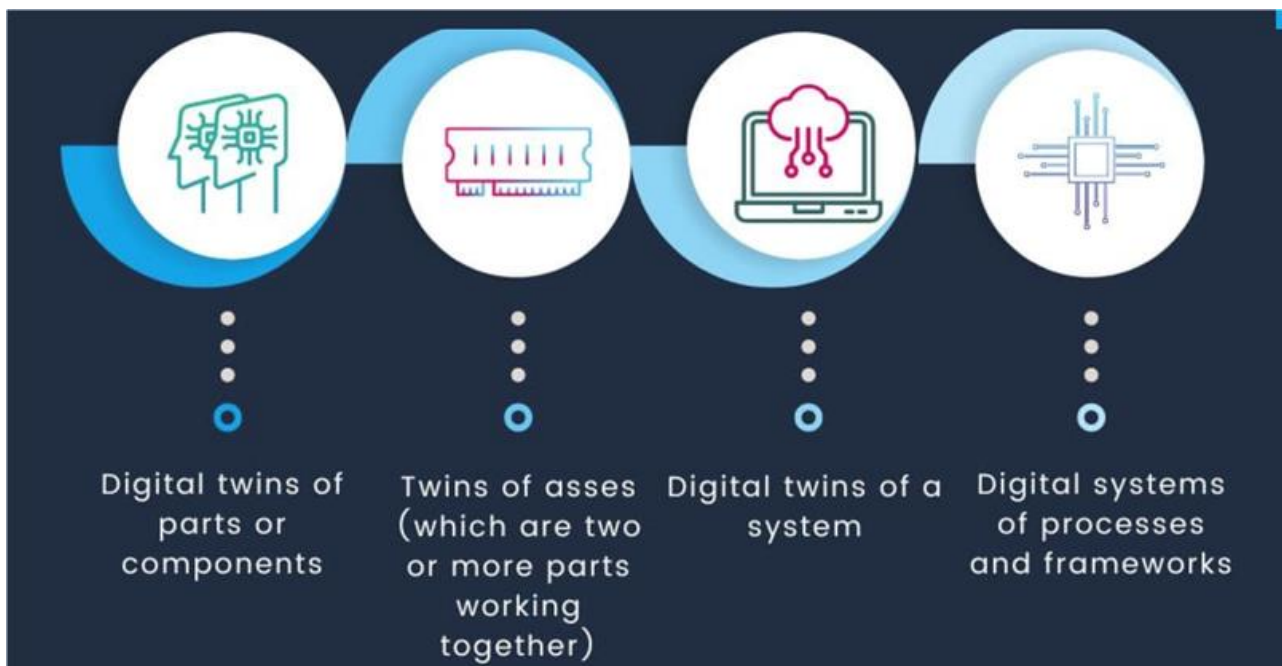 Digital twins of
parts or
components
Twins of asses
(which are two
or more parts
working
together)
Digital twins of a
system
Digital systems
of processes
and frameworks